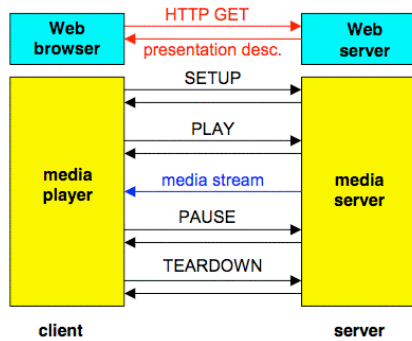 Web
browser
HTTP GET
presentation desc.
Web
server
SETUP
PLAY
media
player
media stream
media
server
PAUSE
TEARDOWN
client
server